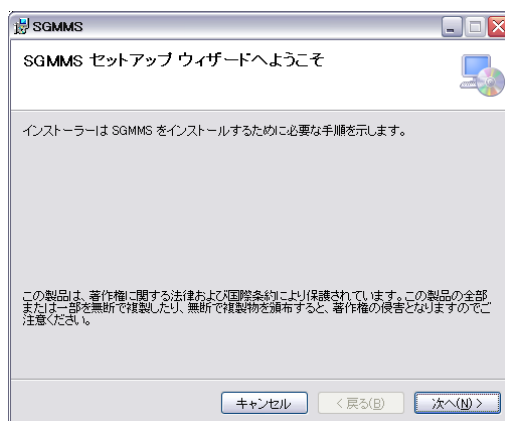 SGMMS
SGMMS セットアップ ウィザードへようこそ
インストーラーは SGMMS をインストールするために必要な手順を示します。
この製品は、著作権に関する法律および国際条約により保護されています。この製品の全部
または一部を無断で複製したり、無断で複製物を頒布すると、著作権の侵害となりますのでご
注意ください。
キャンセル
< 戻る(B)
次へ(N) >